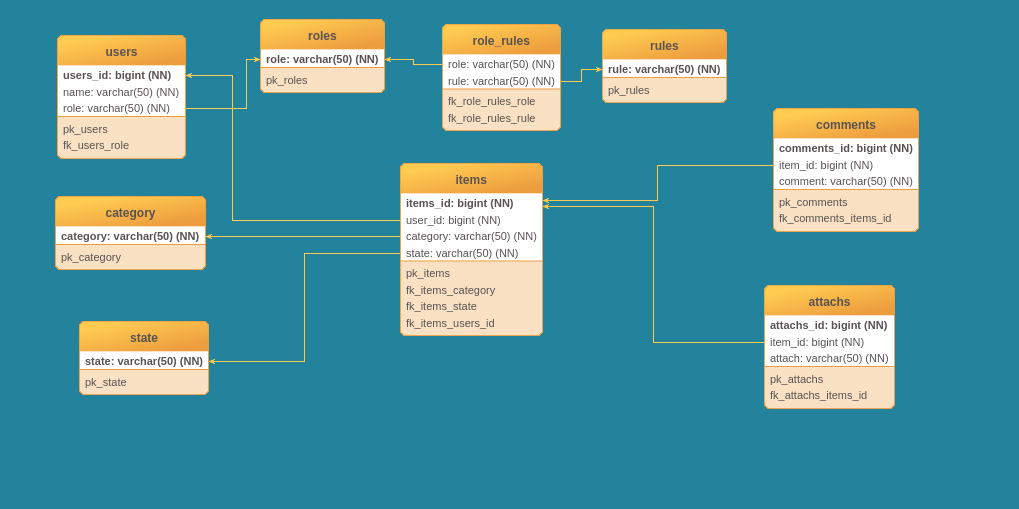 users
users_id: bigint (NN)
name: varchar(50) (NN)
role: varchar(50) (NN)
pk_users
fk_users_role
roles
role: varchar(50) (NN)
pk_roles
role_rules
role: varchar(50) (NN)
rule: varchar(50) (NN)
fk_role_rules_role
fk_role_rules_rule
rules
rule: varchar(50) (NN)
pk_rules
comments
comments_id: bigint (NN)
item_id: bigint (NN)
comment: varchar(50) (NN)
pk_comments
fk_comments_items_id
items
items_id: bigint (NN)
user_id: bigint (NN)
category: varchar(50) (NN)
state: varchar(50) (NN)
pk_items
fk_items_category
fk_items_state
fk_items_users_id
category
category: varchar(50) (NN)
pk_category
attachs
attachs_id: bigint (NN)
item_id: bigint (NN)
attach: varchar(50) (NN)
pk_attachs
fk_attachs_items_id
state
state: varchar(50) (NN)
pk_state